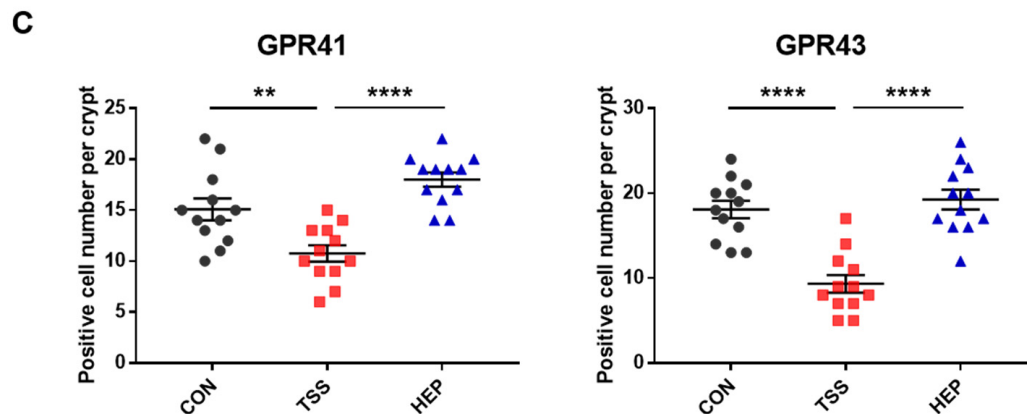 C
GPR41
Positive cell number per crypt
25
20
15
10
5
0
** ****
CON TSS HEP
GPR43
Positive cell number per crypt
30
20
10
0
**** ****
CON TSS HEP